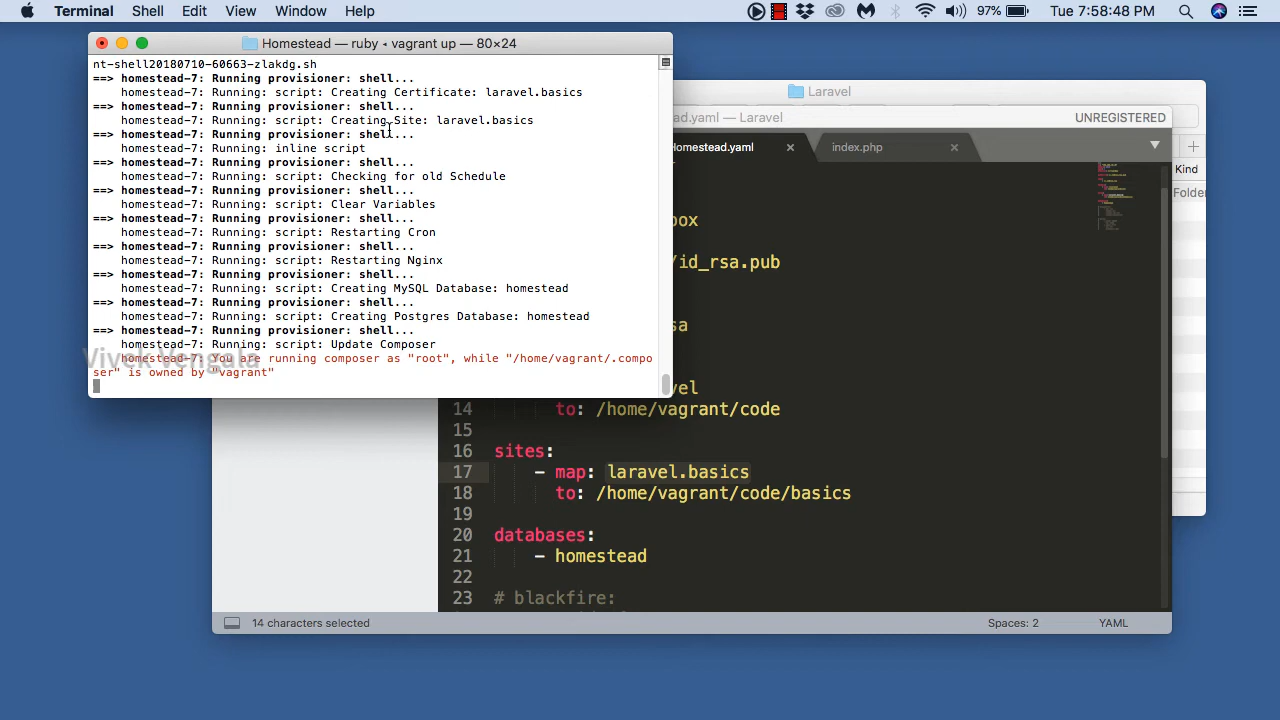 Terminal Shell Edit View Window Help 97% Tue 7:58:48 PM
Homestead — ruby ◂ vagrant up — 80×24
nt-shell20180710-60663-zlakdg.sh
==> homestead-7: Running provisioner: shell...
homestead-7: Running: script: Creating Certificate: laravel.basics
==> homestead-7: Running provisioner: shell...
homestead-7: Running: script: Creating Site: laravel.basics
==> homestead-7: Running provisioner: shell...
homestead-7: Running: inline script
==> homestead-7: Running provisioner: shell...
homestead-7: Running: script: Checking for old Schedule
==> homestead-7: Running provisioner: shell...
homestead-7: Running: script: Clear Variables
==> homestead-7: Running provisioner: shell...
homestead-7: Running: script: Restarting Cron
==> homestead-7: Running provisioner: shell...
homestead-7: Running: script: Restarting Nginx
==> homestead-7: Running provisioner: shell...
homestead-7: Running: script: Creating MySQL Database: homestead
==> homestead-7: Running provisioner: shell...
homestead-7: Running: script: Creating Postgres Database: homestead
==> homestead-7: Running provisioner: shell...
homestead-7: Running: script: Update Composer
homestead-7: You are running composer as "root", while "/home/vagrant/.compo
ser" is owned by "vagrant"
Vivek Vengala
Laravel
ad.yaml — Laravel UNREGISTERED
Homestead.yaml index.php
Kind
Folder
ox
/id_rsa.pub
sa
vel
14 to: /home/vagrant/code
15
16 sites:
17 - map: laravel.basics
18 to: /home/vagrant/code/basics
19
20 databases:
21 - homestead
22
23 # blackfire:
14 characters selected Spaces: 2 YAML